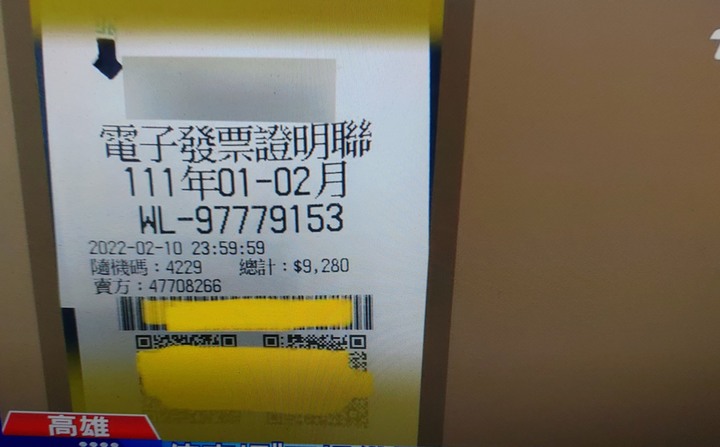 電子發票證明聯
111年01-02月
WL-97779153
2022-02-10 23:59:59
隨機碼：4229 總計：$9,280
賣方：47708266
高雄